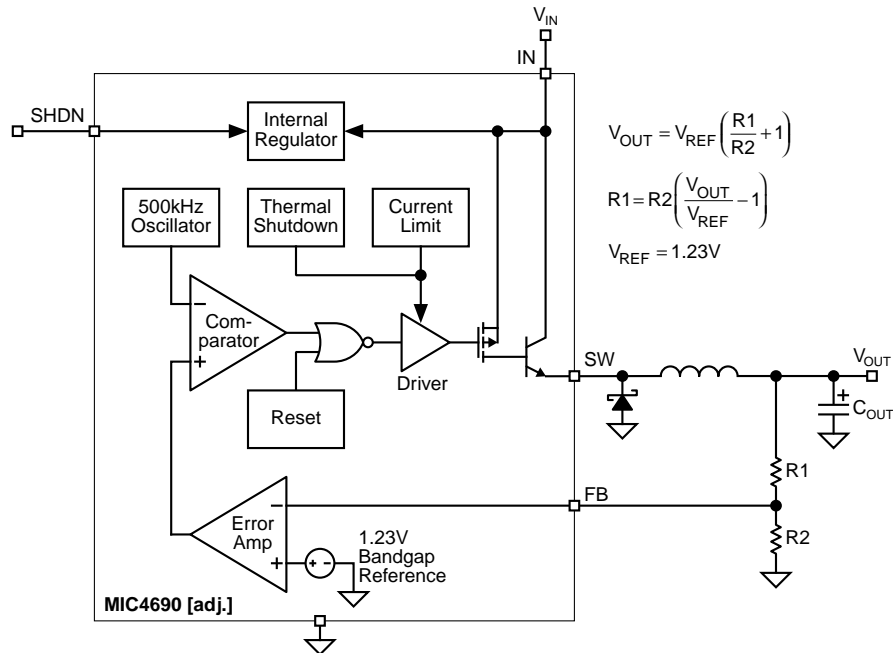 V_IN
IN
SHDN
Internal
Regulator
V_OUT = V_REF (R1/R2 + 1)
R1 = R2 (V_OUT/V_REF − 1)
V_REF = 1.23V
500kHz
Oscillator
Thermal
Shutdown
Current
Limit
−
Com-
parator
+
Driver
Reset
SW
V_OUT
+
C_OUT
R1
FB
R2
−
Error
Amp
+
+ −
1.23V
Bandgap
Reference
MIC4690 [adj.]